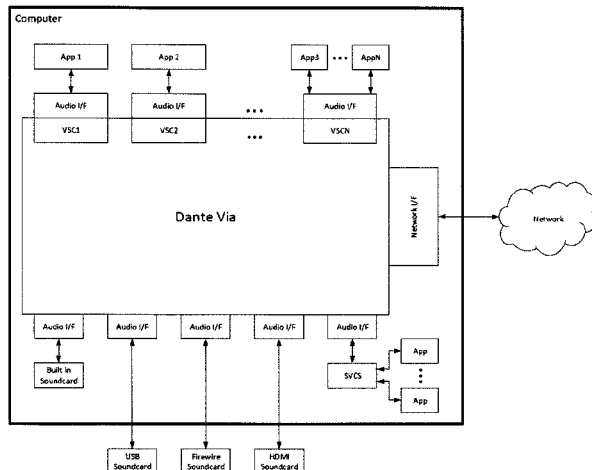 Computer
App 1
App 2
App3
AppN
Audio I/F
Audio I/F
Audio I/F
VSC1
VSC2
VSCN
Dante Via
Network I/F
Network
Audio I/F
Audio I/F
Audio I/F
Audio I/F
Audio I/F
Built in
Soundcard
SVCS
App
App
USB
Soundcard
Firewire
Soundcard
HDMI
Soundcard